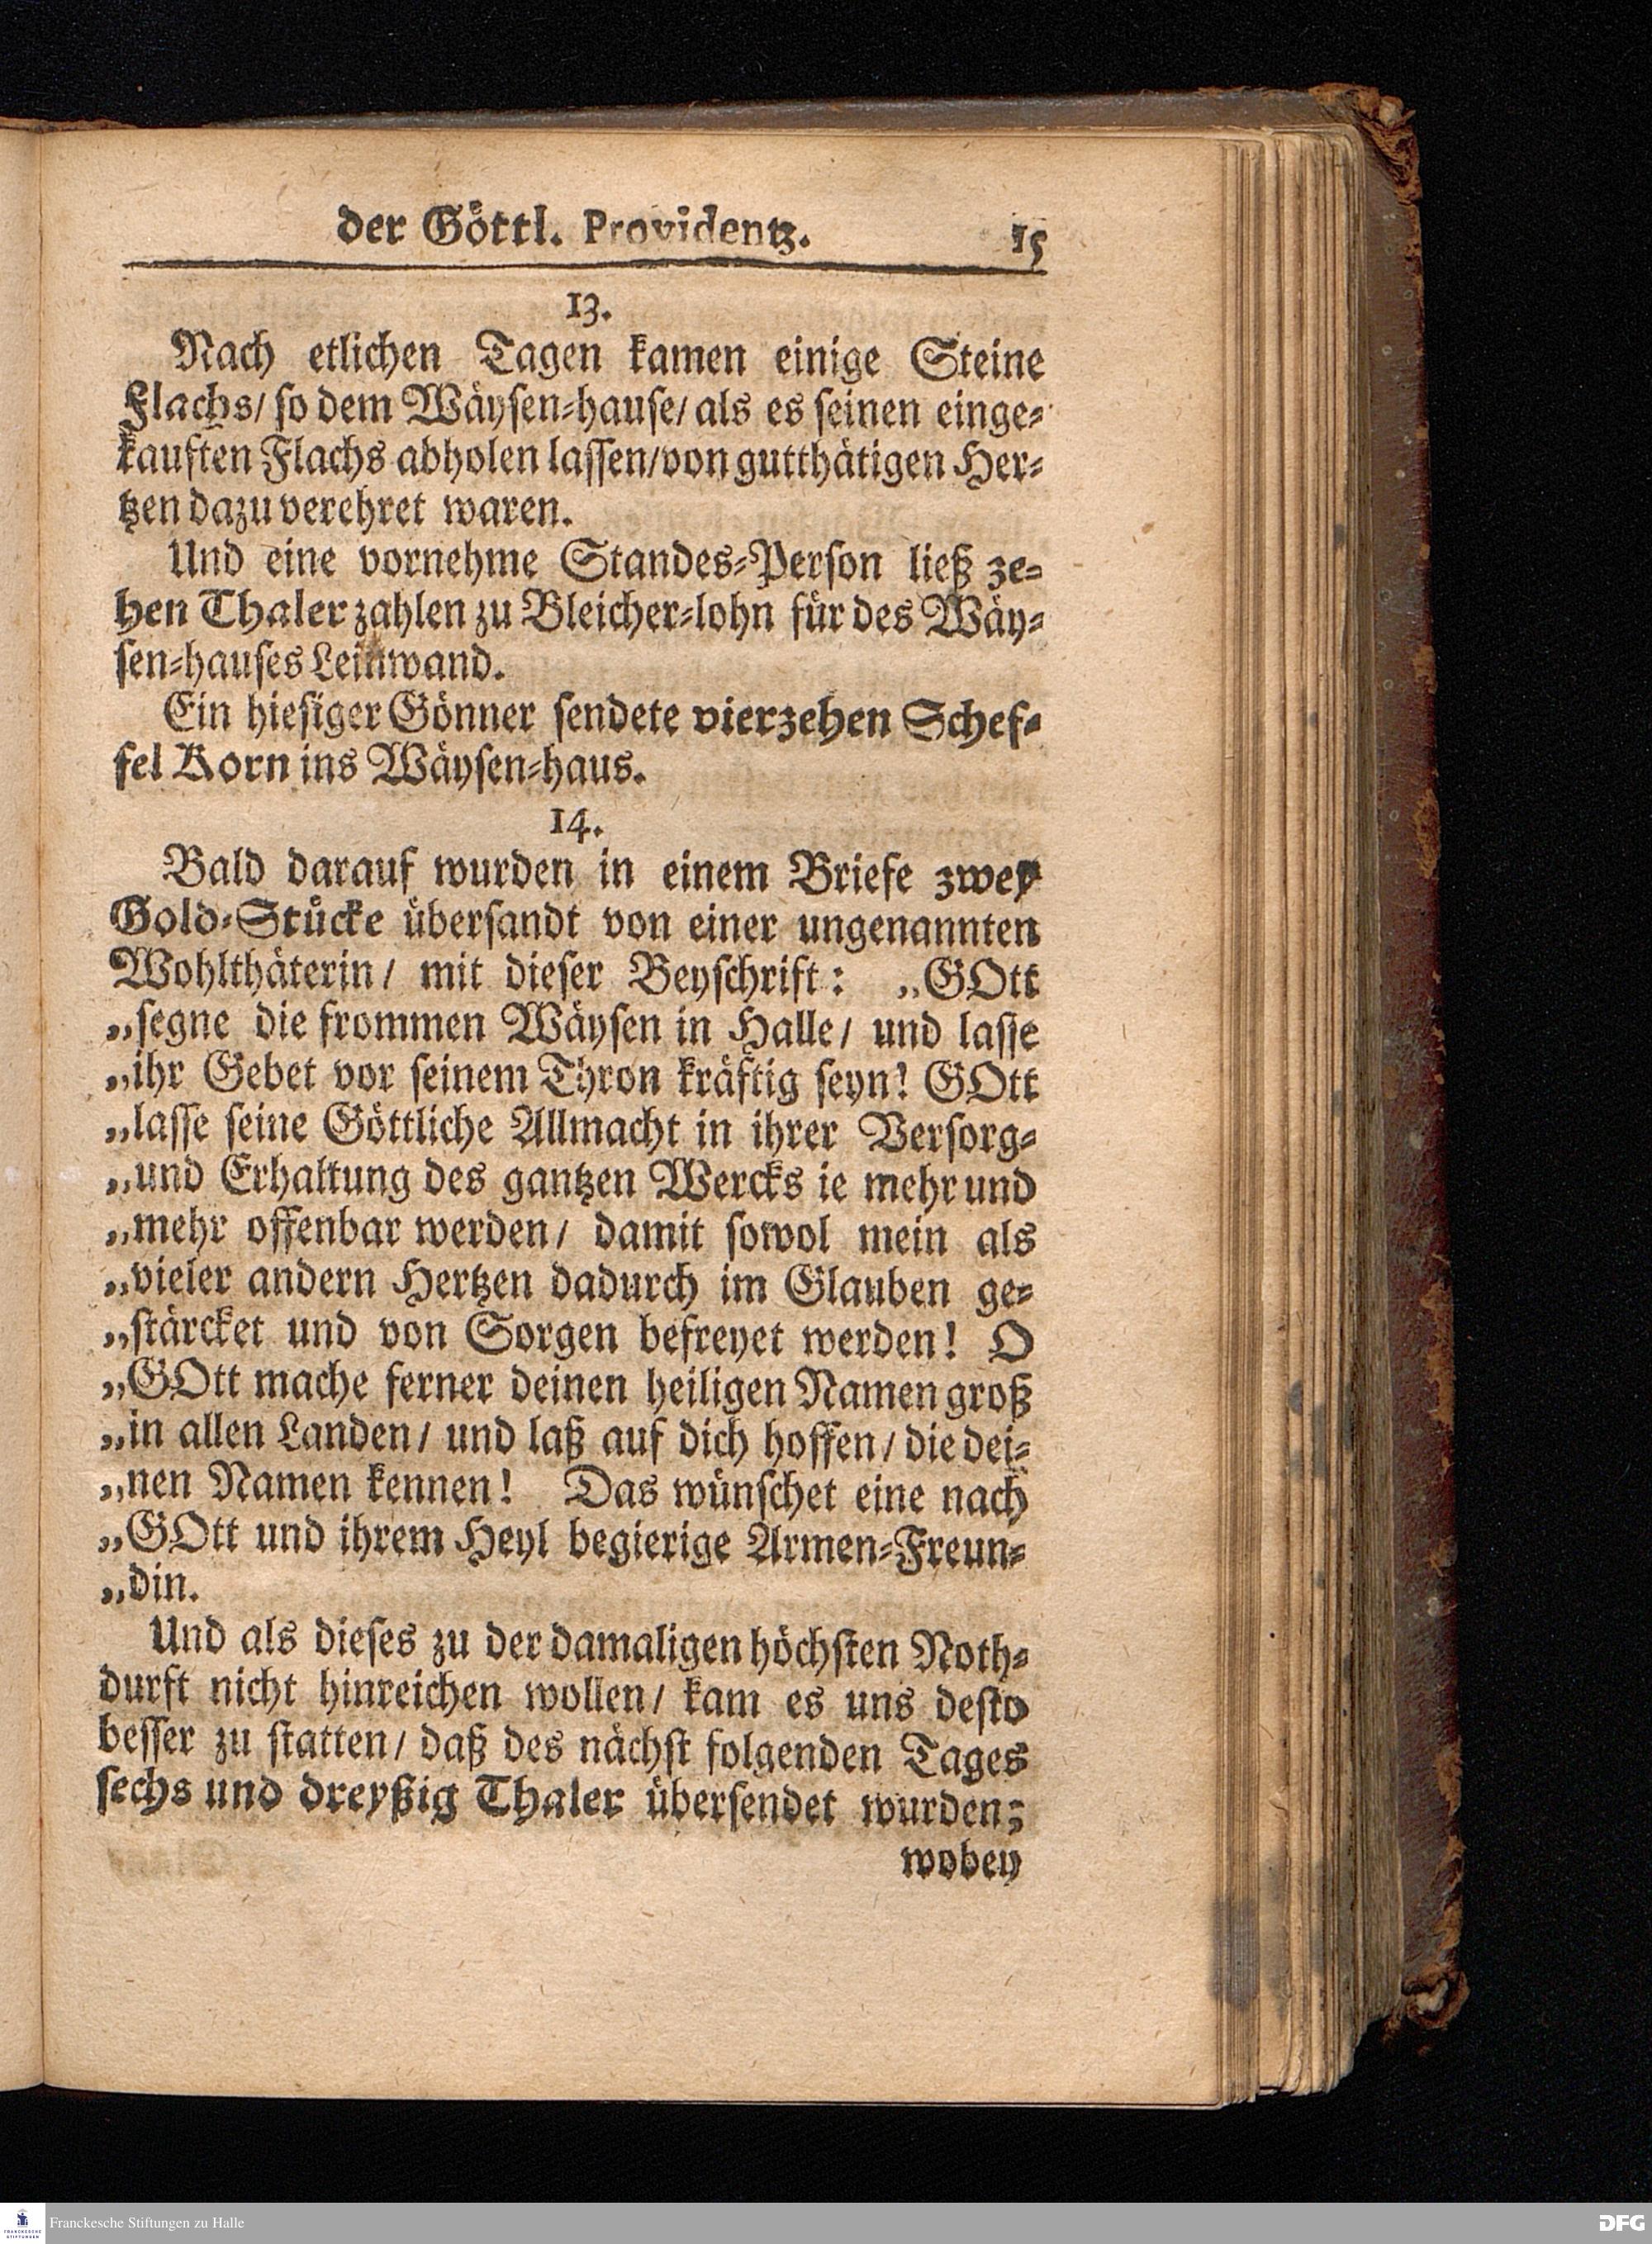 der Göttl. Providentz. 15
13.
Nach etlichen Tagen kamen einige Steine
Flachs/ so dem Wäysen-hause/ als es seinen einge-
kauften Flachs abholen lassen/ von gutthätigen Her-
tzen dazu verehret waren.
Und eine vornehme Standes-Person ließ ze-
hen Thaler zahlen zu Bleicher-lohn für des Wäy-
sen-hauses Leinwand.
Ein hiesiger Gönner sendete vierzehen Schef-
fel Korn ins Wäysen-haus.
14.
Bald darauf wurden in einem Briefe zwey
Gold-Stücke übersandt von einer ungenannten
Wohlthäterin/ mit dieser Beyschrift: „GOtt
„segne die frommen Wäysen in Halle/ und lasse
„ihr Gebet vor seinem Thron kräftig seyn! GOtt
„lasse seine Göttliche Allmacht in ihrer Versorg-
„und Erhaltung des gantzen Wercks ie mehr und
„mehr offenbar werden/ damit sowol mein als
„vieler andern Hertzen dadurch im Glauben ge-
„stärcket und von Sorgen befreyet werden! O
„GOtt mache ferner deinen heiligen Namen groß
„in allen Landen/ und laß auf dich hoffen/ die dei-
„nen Namen kennen! Das wünschet eine nach
„GOtt und ihrem Heyl begierige Armen-Freun-
„din.
Und als dieses zu der damaligen höchsten Noth-
durft nicht hinreichen wollen/ kam es uns desto
besser zu statten/ daß des nächst folgenden Tages
sechs und dreyßig Thaler übersendet wurden;
wobey
FRANCKESCHE
STIFTUNGEN
Franckesche Stiftungen zu Halle
DFG